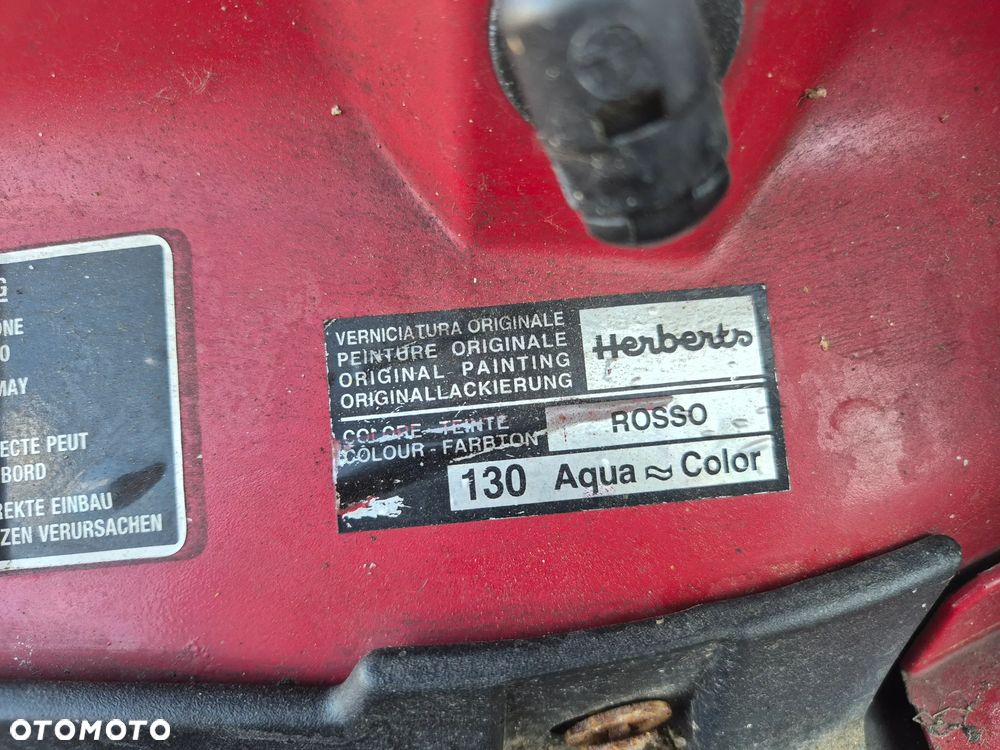 G
ONE
0
MAY
ECTE PEUT
BORD
REKTE EINBAU
ZEN VERURSACHEN
VERNICIATURA ORIGINALE
PEINTURE ORIGINALE
ORIGINAL PAINTING
ORIGINALLACKIERUNG
Herberts
COLORE - TEINTE
COLOUR - FARBTON
ROSSO
130 Aqua ≈ Color
OTOMOTO